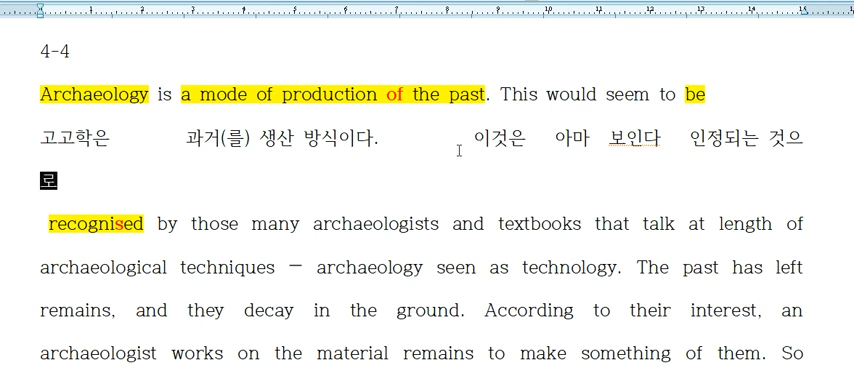 4-4
Archaeology is a mode of production of the past. This would seem to be
고고학은 과거(를) 생산 방식이다. 이것은 아마 보인다 인정되는 것으
로
recognised by those many archaeologists and textbooks that talk at length of
archaeological techniques － archaeology seen as technology. The past has left
remains, and they decay in the ground. According to their interest, an
archaeologist works on the material remains to make something of them. So